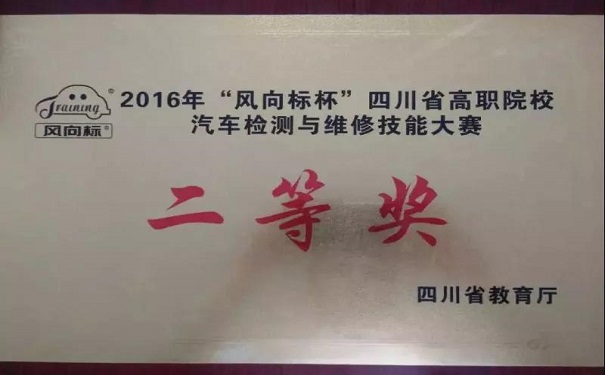 Training®
风向标®
2016年“风向标杯”四川省高职院校
汽车检测与维修技能大赛
二等奖
四川省教育厅